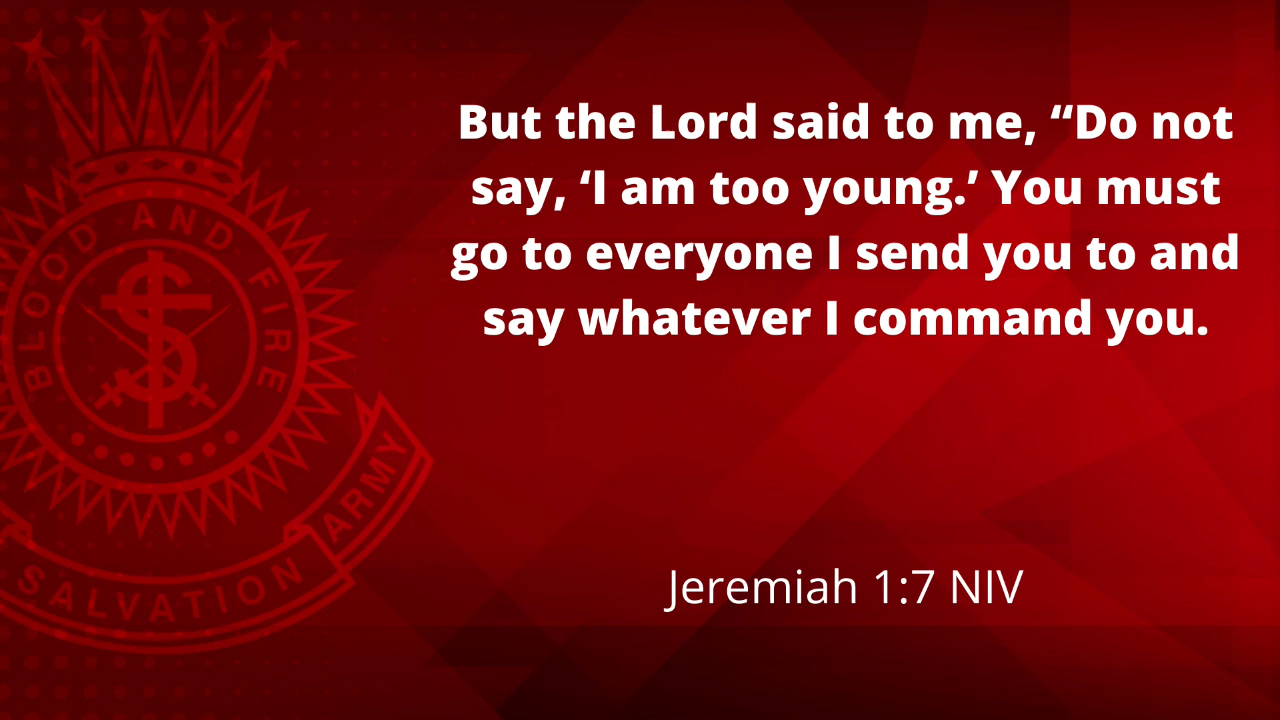 But the Lord said to me, “Do not
say, ‘I am too young.’ You must
go to everyone I send you to and
say whatever I command you.
Jeremiah 1:7 NIV
BLOOD AND FIRE
SALVATION ARMY